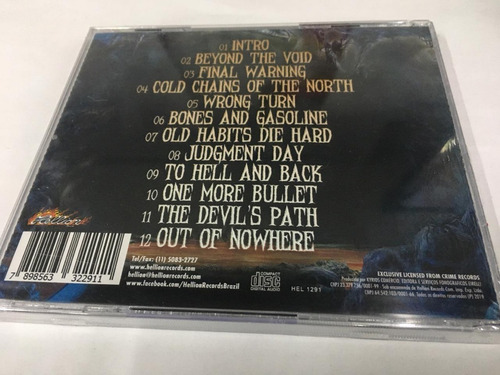 01 INTRO
02 BEYOND THE VOID
03 FINAL WARNING
04 COLD CHAINS OF THE NORTH
05 WRONG TURN
06 BONES AND GASOLINE
07 OLD HABITS DIE HARD
08 JUDGMENT DAY
09 TO HELL AND BACK
10 ONE MORE BULLET
11 THE DEVIL'S PATH
12 OUT OF NOWHERE
Hellion
7 898563 322911
Tel/Fax: (11) 5083-2727
www.hellionrecords.com
hellion@hellionrecords.com
www.facebook.com/HellionRecordsBrazil
COMPACT
disc
DIGITAL AUDIO
HEL 1291
EXCLUSIVE LICENSED FROM CRIME RECORDS